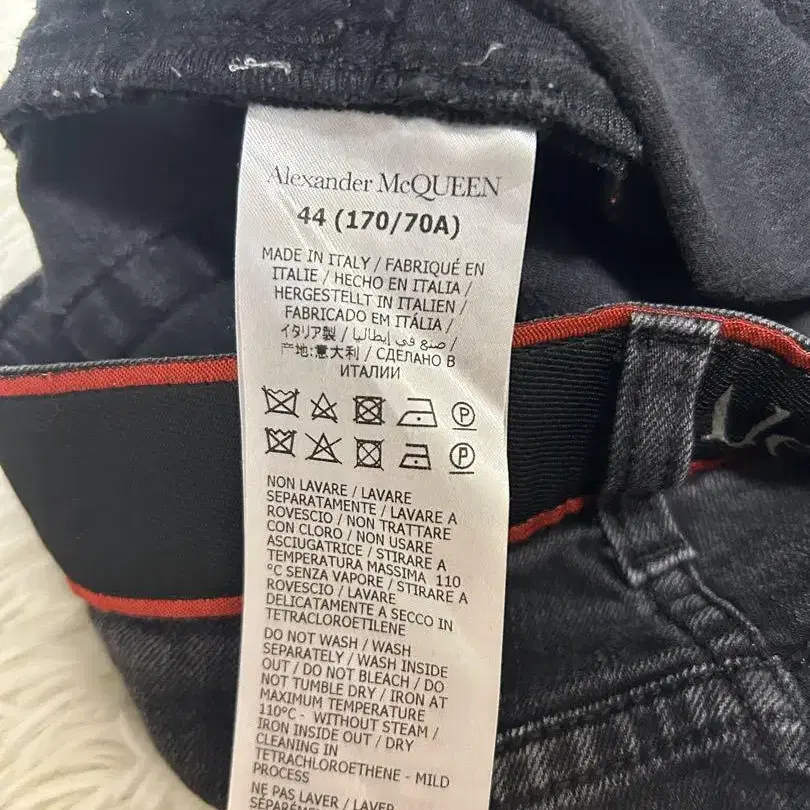 Alexander McQUEEN
44 (170/70A)
MADE IN ITALY / FABRIQUÉ EN
ITALIE / HECHO EN ITALIA /
HERGESTELLT IN ITALIEN /
FABRICADO EM ITÁLIA /
イタリア製 / صنع في إيطاليا /
产地:意大利 / СДЕЛАНО В
ИТАЛИИ
P
P
NON LAVARE / LAVARE
SEPARATAMENTE / LAVARE A
ROVESCIO / NON TRATTARE
CON CLORO / NON USARE
ASCIUGATRICE / STIRARE A
TEMPERATURA MASSIMA 110
°C SENZA VAPORE / STIRARE A
ROVESCIO / LAVARE
DELICATAMENTE A SECCO IN
TETRACLOROETILENE
DO NOT WASH / WASH
SEPARATELY / WASH INSIDE
OUT / DO NOT BLEACH / DO
NOT TUMBLE DRY / IRON AT
MAXIMUM TEMPERATURE
110°C - WITHOUT STEAM /
IRON INSIDE OUT / DRY
CLEANING IN
TETRACHLOROETHENE - MILD
PROCESS
NE PAS LAVER / LAVER
SÉPARÉMENT